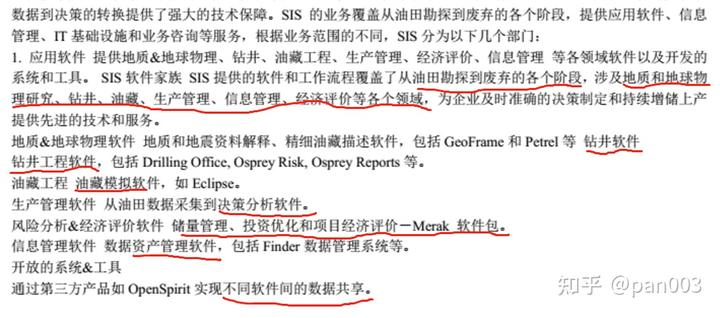 数据到决策的转换提供了强大的技术保障。SIS 的业务覆盖从油田勘探到废弃的各个阶段，提供应用软件、信息
管理、IT 基础设施和业务咨询等服务，根据业务范围的不同，SIS 分为以下几个部门：
1. 应用软件 提供地质&地球物理、钻井、油藏工程、生产管理、经济评价、信息管理 等各领域软件以及开发的
系统和工具。 SIS 软件家族 SIS 提供的软件和工作流程覆盖了从油田勘探到废弃的各个阶段，涉及地质和地球物
理研究、钻井、油藏、生产管理、信息管理、经济评价等各个领域，为企业及时准确的决策制定和持续增储上产
提供先进的技术和服务。
地质&地球物理软件 地质和地震资料解释、精细油藏描述软件，包括 GeoFrame 和 Petrel 等 钻井软件
钻井工程软件，包括 Drilling Office, Osprey Risk, Osprey Reports 等。
油藏工程 油藏模拟软件，如 Eclipse。
生产管理软件 从油田数据采集到决策分析软件。
风险分析&经济评价软件 储量管理、投资优化和项目经济评价－Merak 软件包。
信息管理软件 数据资产管理软件，包括 Finder 数据管理系统等。
开放的系统&工具
通过第三方产品如 OpenSpirit 实现不同软件间的数据共享。
知乎 @pan003